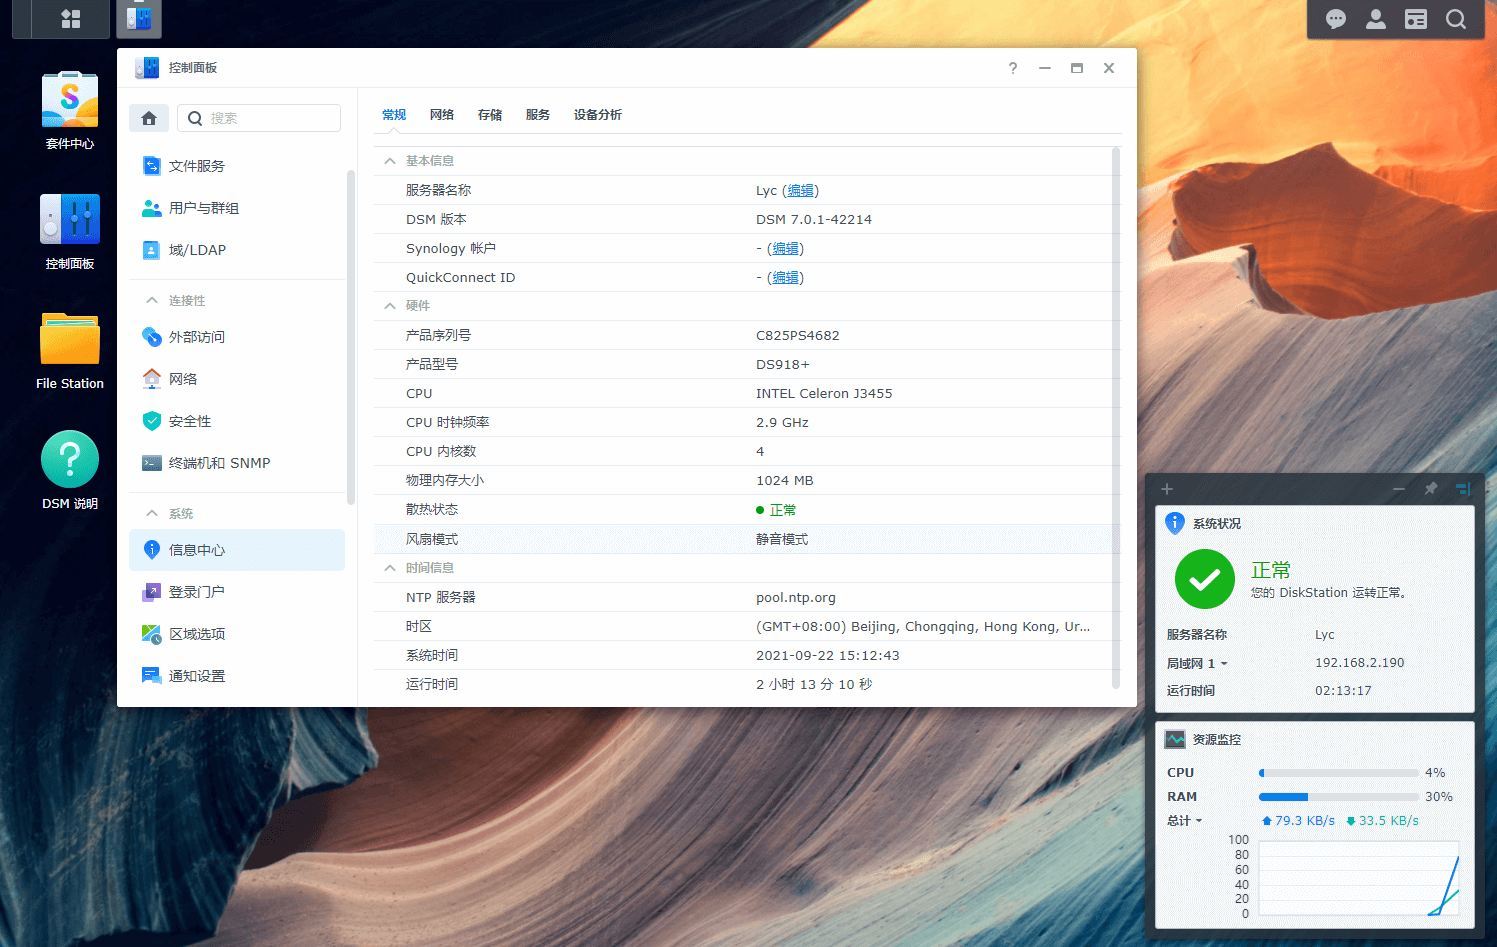 控制面板
搜索
文件服务
用户与群组
域/LDAP
连接性
外部访问
网络
安全性
终端机和 SNMP
系统
信息中心
登录门户
区域选项
通知设置
套件中心
控制面板
File Station
DSM 说明
常规 网络 存储 服务 设备分析
基本信息
服务器名称 Lyc (编辑)
DSM 版本 DSM 7.0.1-42214
Synology 帐户 - (编辑)
QuickConnect ID - (编辑)
硬件
产品序列号 C825PS4682
产品型号 DS918+
CPU INTEL Celeron J3455
CPU 时钟频率 2.9 GHz
CPU 内核数 4
物理内存大小 1024 MB
散热状态 正常
风扇模式 静音模式
时间信息
NTP 服务器 pool.ntp.org
时区 (GMT+08:00) Beijing, Chongqing, Hong Kong, Ur...
系统时间 2021-09-22 15:12:43
运行时间 2 小时 13 分 10 秒
系统状况
正常
您的 DiskStation 运转正常。
服务器名称 Lyc
局域网 1 192.168.2.190
运行时间 02:13:17
资源监控
CPU 4%
RAM 30%
总计 79.3 KB/s 33.5 KB/s
100
80
60
40
20
0